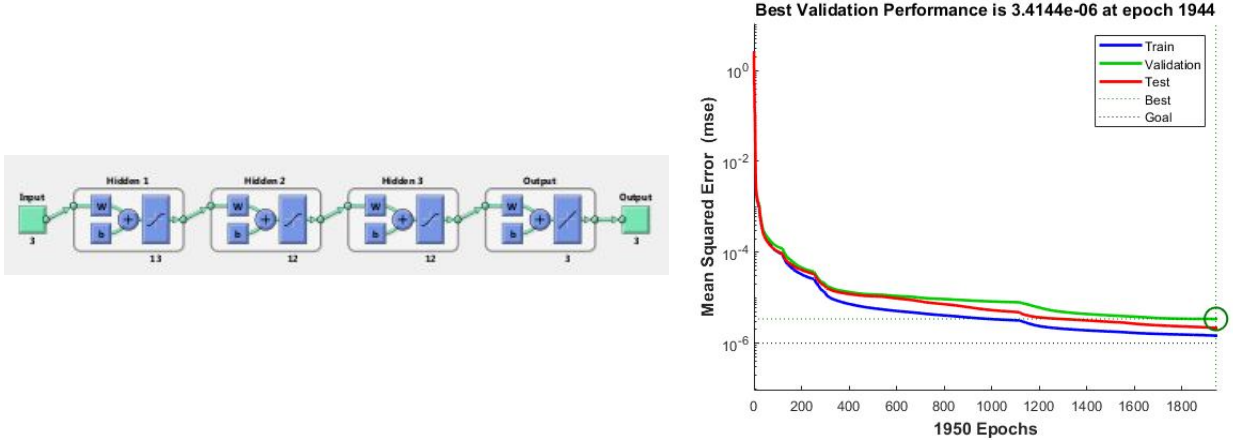 Hidden 1 Hidden 2 Hidden 3 Output
Input Output
W W W W
b b b b
+ + + +
3 3
13 12 12 3
Best Validation Performance is 3.4144e-06 at epoch 1944
Mean Squared Error (mse)
10^0
10^-2
10^-4
10^-6
Train
Validation
Test
Best
Goal
0 200 400 600 800 1000 1200 1400 1600 1800
1950 Epochs